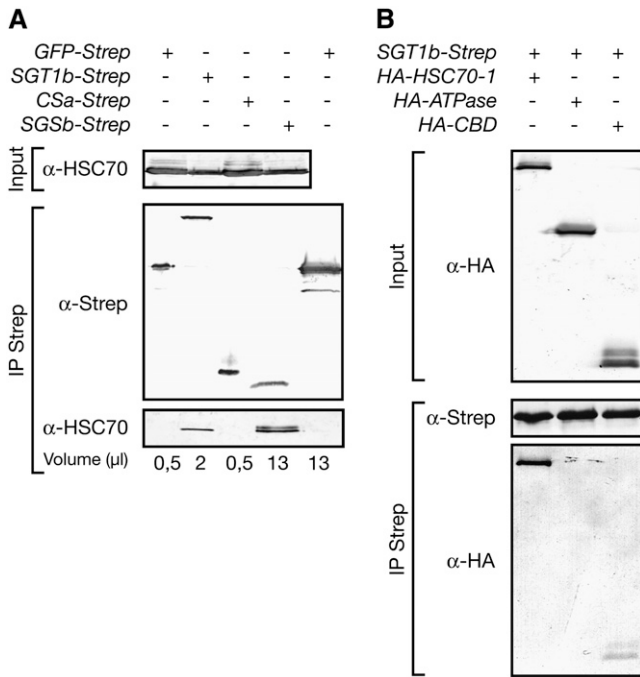 A
GFP-Strep + - - - +
SGT1b-Strep - + - - -
CSa-Strep - - + - -
SGSb-Strep - - - + -
Input
α-HSC70
IP Strep
α-Strep
α-HSC70
Volume (µl) 0,5 2 0,5 13 13
B
SGT1b-Strep + + +
HA-HSC70-1 + - -
HA-ATPase - + -
HA-CBD - - +
Input
α-HA
IP Strep
α-Strep
α-HA